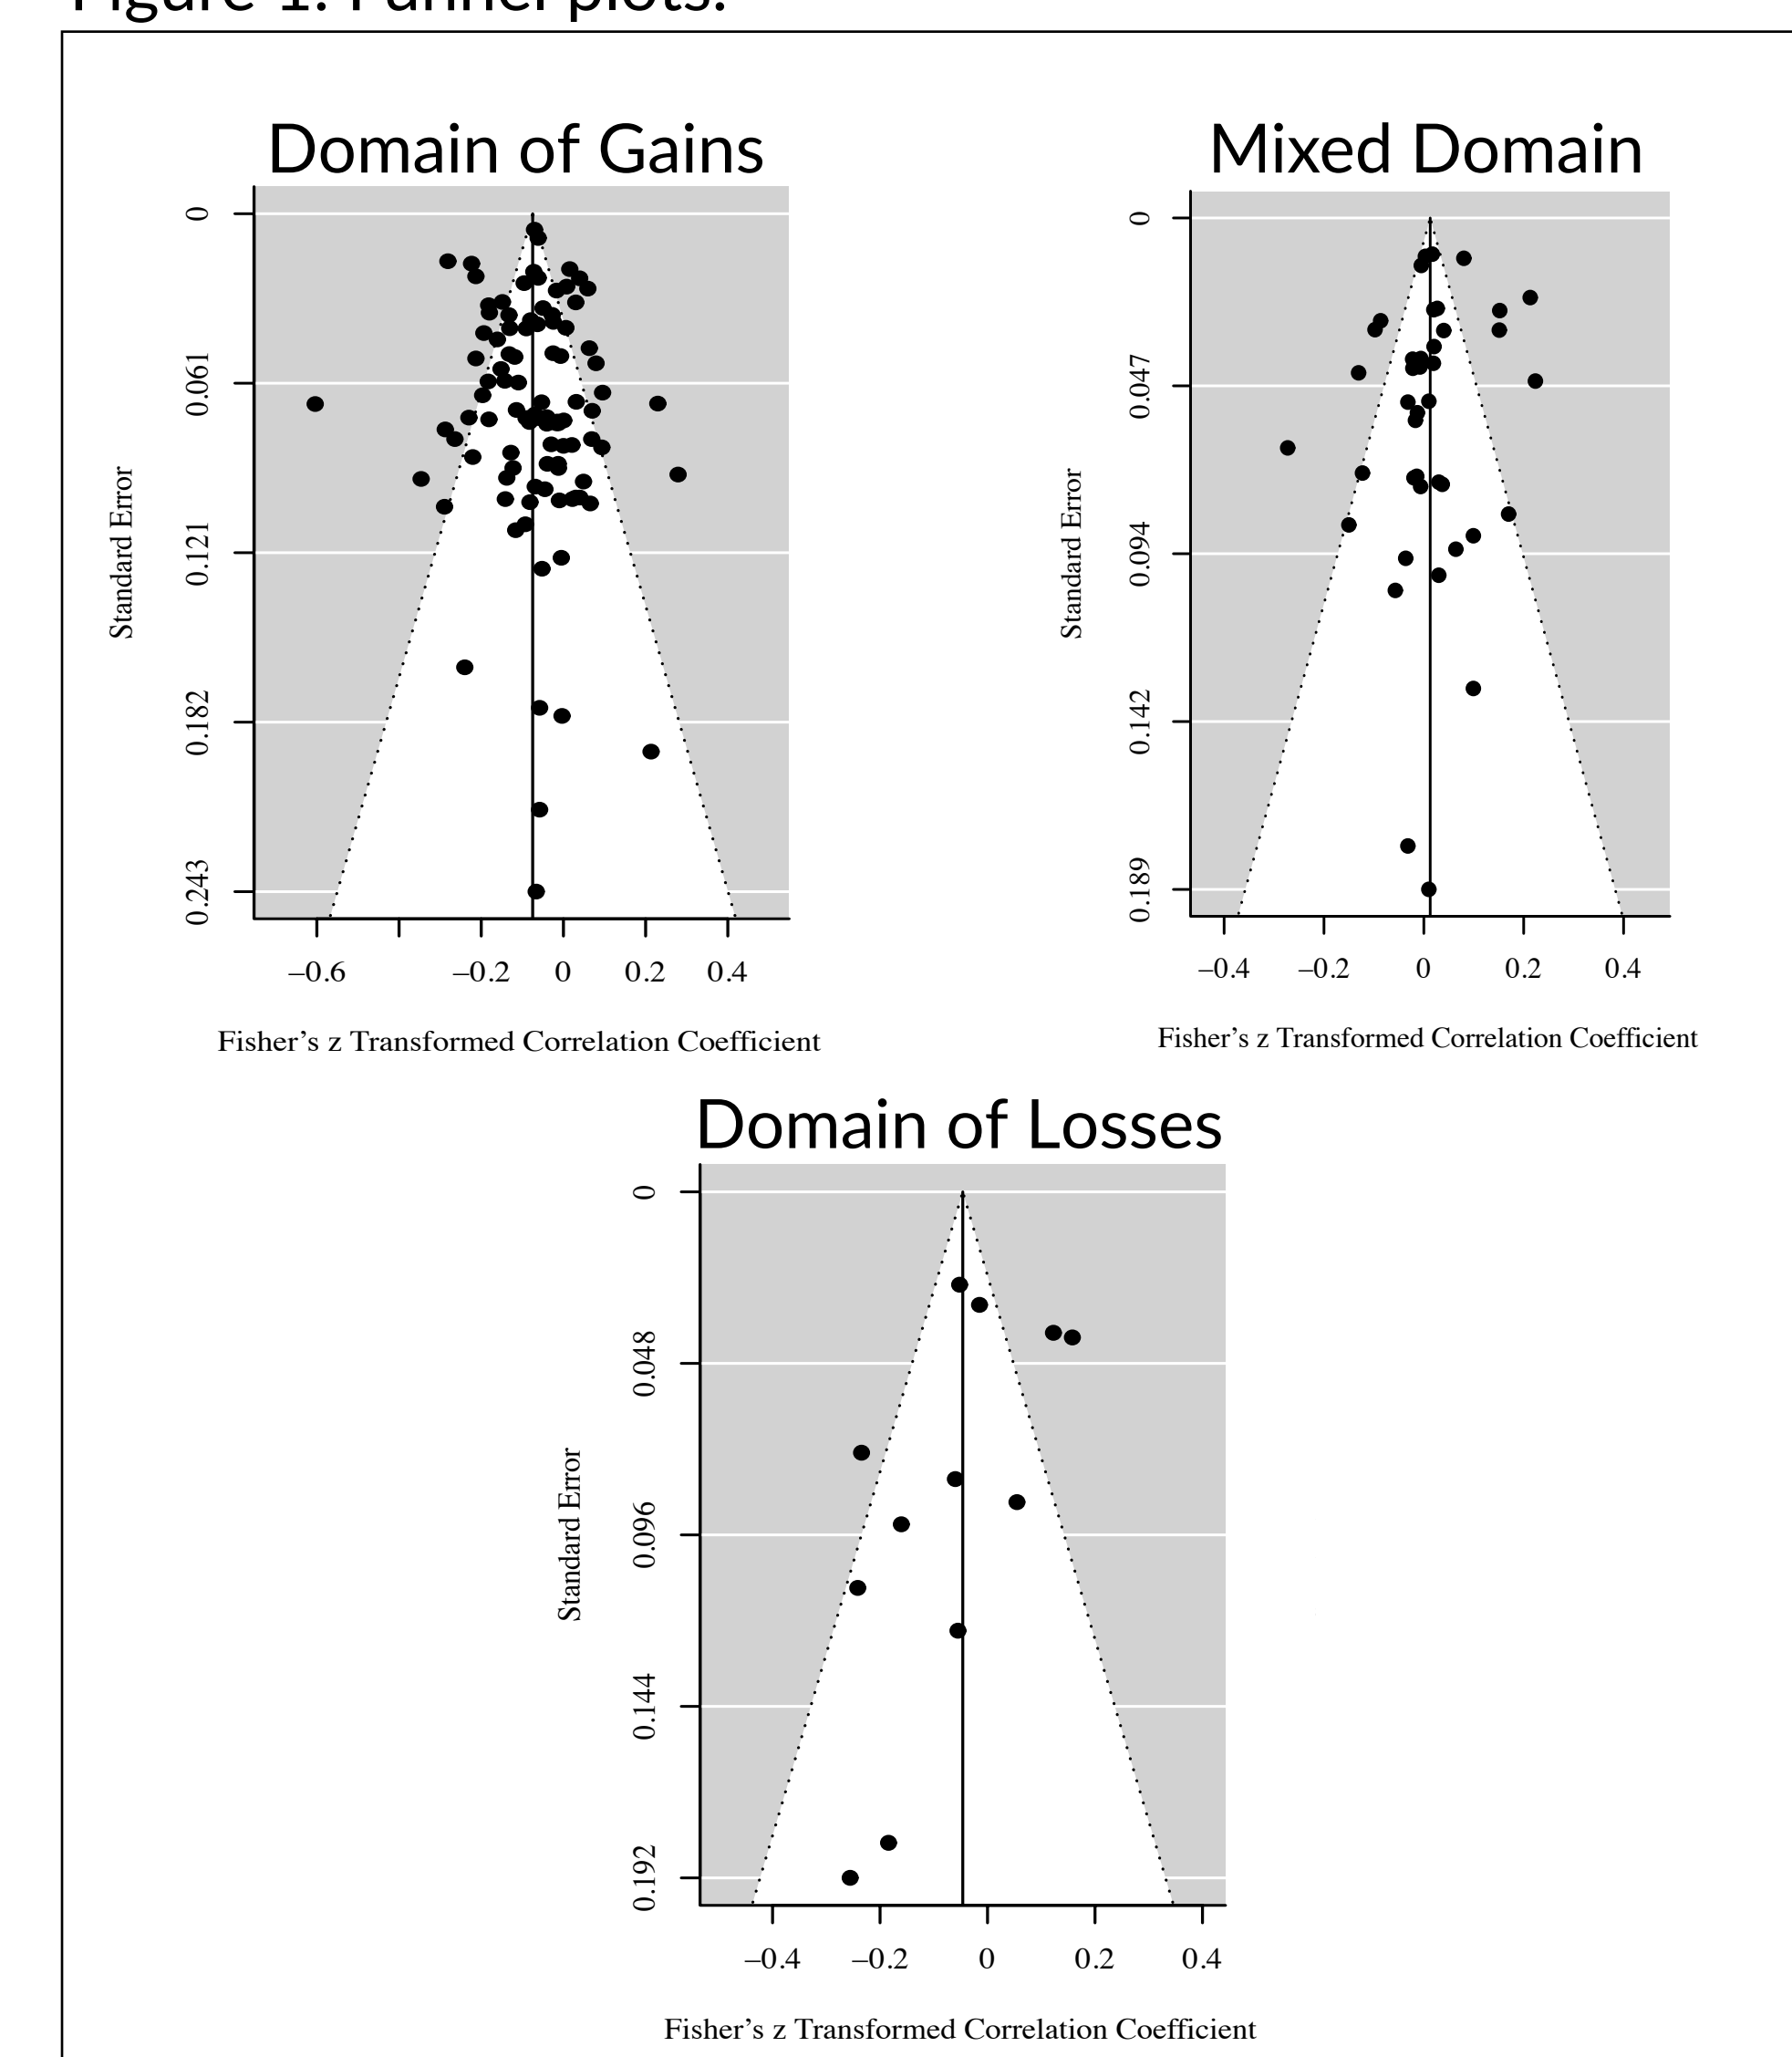 Figure 1. Funnel plots.
Domain of Gains
Standard Error
0
0.061
0.121
0.182
0.243
−0.6 −0.2 0 0.2 0.4
Fisher’s z Transformed Correlation Coefficient
Mixed Domain
Standard Error
0
0.047
0.094
0.142
0.189
−0.4 −0.2 0 0.2 0.4
Fisher’s z Transformed Correlation Coefficient
Domain of Losses
Standard Error
0
0.048
0.096
0.144
0.192
−0.4 −0.2 0 0.2 0.4
Fisher’s z Transformed Correlation Coefficient